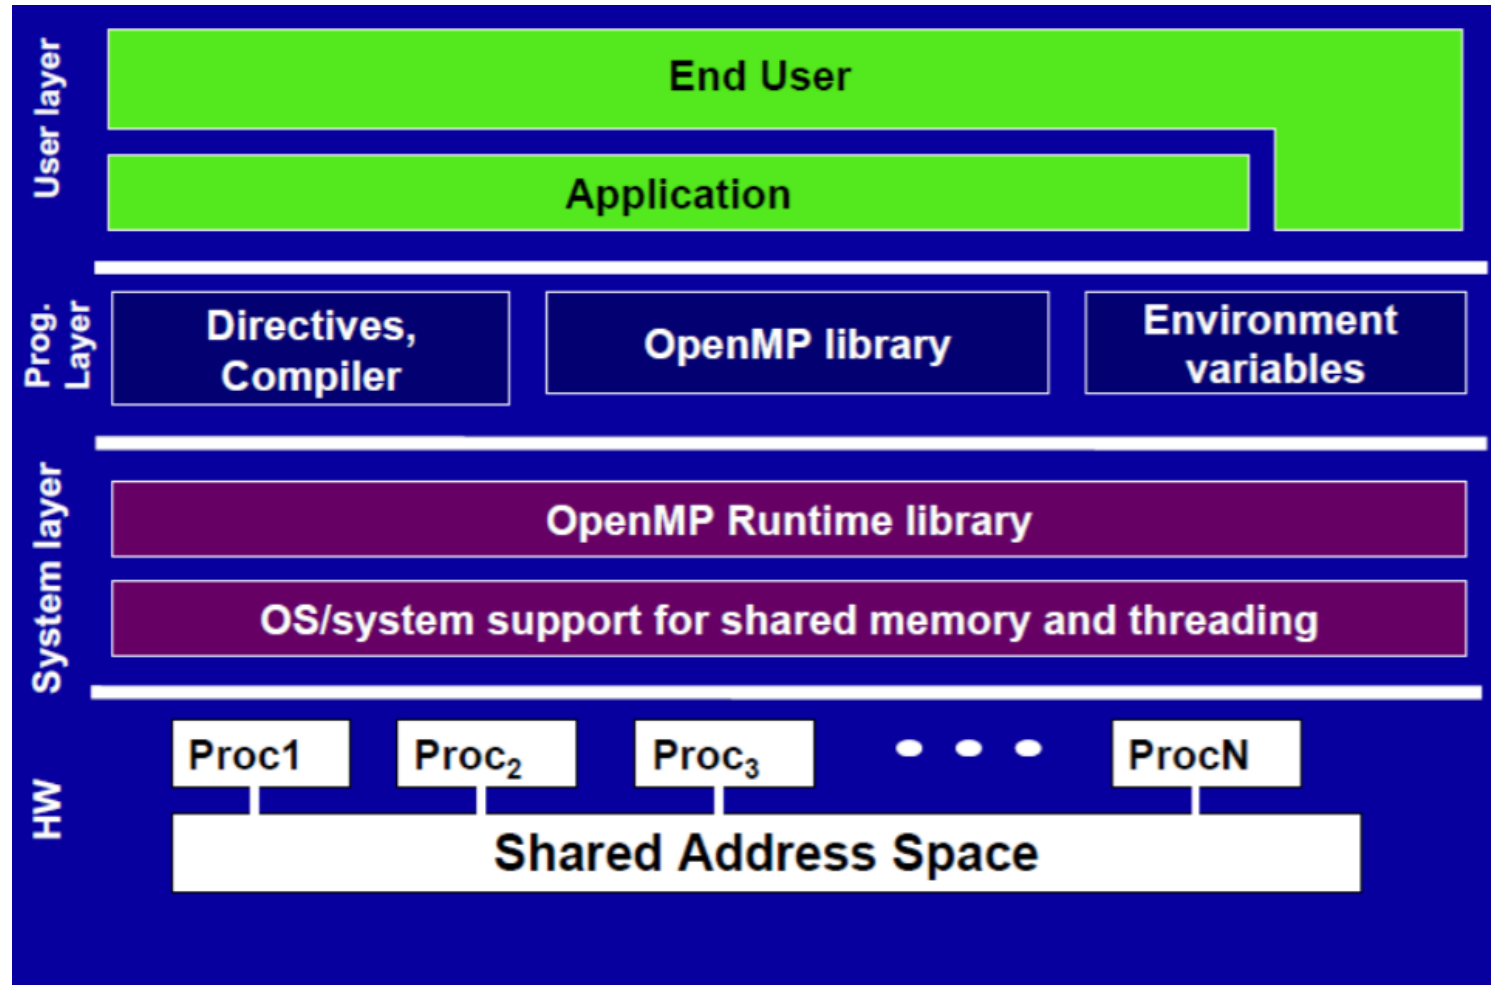 User layer
End User
Application
Prog.
Layer
Directives,
Compiler
OpenMP library
Environment
variables
System layer
OpenMP Runtime library
OS/system support for shared memory and threading
HW
Proc1
Proc₂
Proc₃
ProcN
Shared Address Space